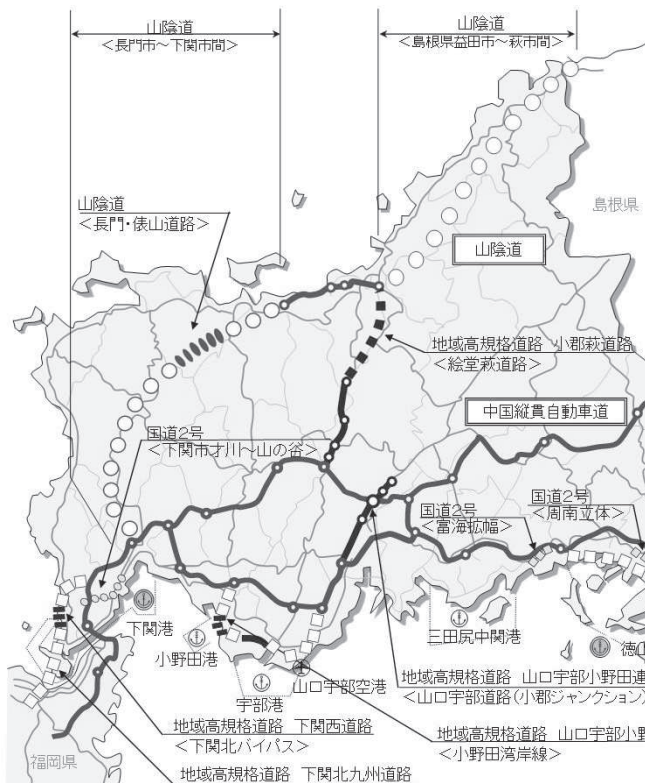 山陰道
＜長門市～下関市間＞
山陰道
＜島根県益田市～萩市間＞
山陰道
＜長門・俵山道路＞
島根県
山陰道
地域高規格道路 小郡萩道路
＜絵堂萩道路＞
中国縦貫自動車道
国道2号
＜下関市才川～山の谷＞
国道2号
＜富海拡幅＞
国道2号
＜周南立体＞
下関港
小野田港
宇部港
山口宇部空港
三田尻中関港
徳山
地域高規格道路 山口宇部小野田連
＜山口宇部道路(小郡ジャンクション)
地域高規格道路 下関西道路
＜下関北バイパス＞
地域高規格道路 山口宇部小野
＜小野田湾岸線＞
福岡県
地域高規格道路 下関北九州道路